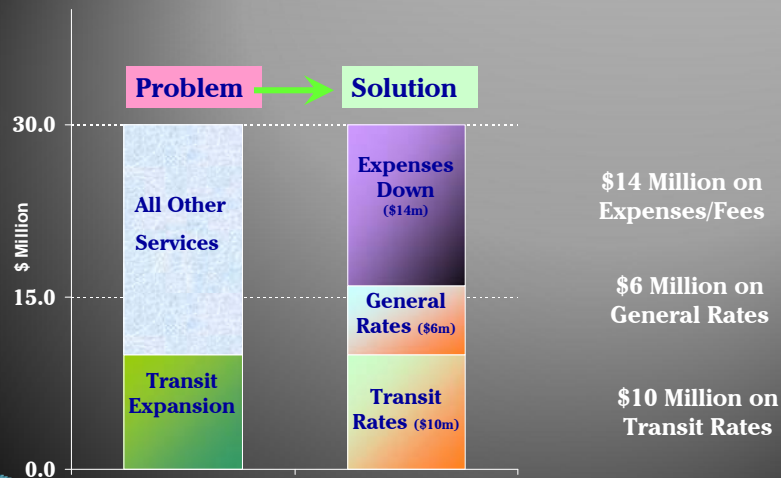 Problem
Solution
30.0
15.0
0.0
$ Million
All Other
Services
Transit
Expansion
Expenses
Down
($14m)
General
Rates ($6m)
Transit
Rates ($10m)
$14 Million on
Expenses/Fees
$6 Million on
General Rates
$10 Million on
Transit Rates